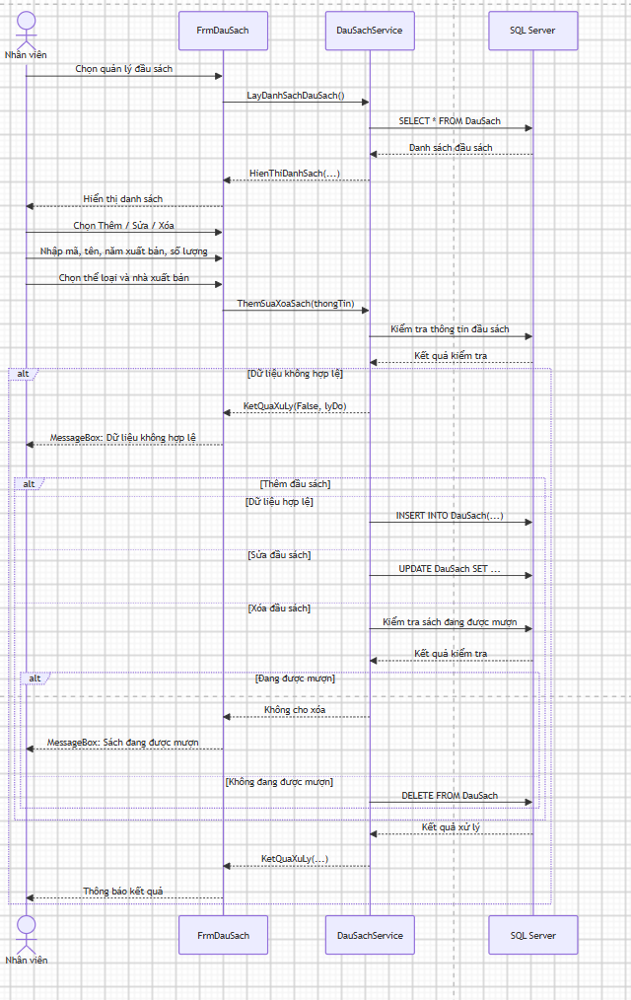 FrmDauSach
DauSachService
SQL Server
Nhân viên
Chọn quản lý đầu sách
LayDanhSachDauSach()
SELECT * FROM DauSach
Danh sách đầu sách
HienThiDanhSach(...)
Hiển thị danh sách
Chọn Thêm / Sửa / Xóa
Nhập mã, tên, năm xuất bản, số lượng
Chọn thể loại và nhà xuất bản
ThemSuaXoaSach(thongTin)
Kiểm tra thông tin đầu sách
Kết quả kiểm tra
alt
[Dữ liệu không hợp lệ]
KetQuaXuLy(False, lyDo)
MessageBox: Dữ liệu không hợp lệ
alt
[Thêm đầu sách]
[Dữ liệu hợp lệ]
INSERT INTO DauSach(...)
[Sửa đầu sách]
UPDATE DauSach SET ...
[Xóa đầu sách]
Kiểm tra sách đang được mượn
Kết quả kiểm tra
alt
[Đang được mượn]
Không cho xóa
MessageBox: Sách đang được mượn
[Không đang được mượn]
DELETE FROM DauSach
Kết quả xử lý
KetQuaXuLy(...)
Thông báo kết quả
FrmDauSach
DauSachService
SQL Server
Nhân viên